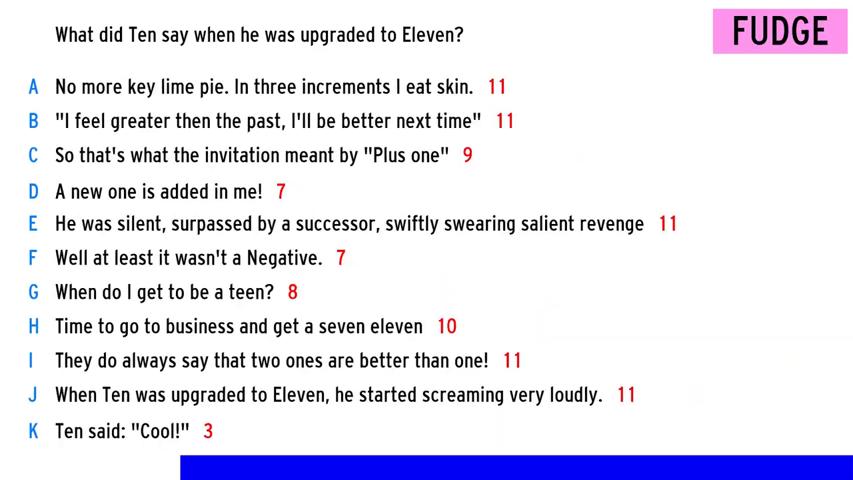 What did Ten say when he was upgraded to Eleven?
FUDGE
A No more key lime pie. In three increments I eat skin. 11
B "I feel greater then the past, I'll be better next time" 11
C So that's what the invitation meant by "Plus one" 9
D A new one is added in me! 7
E He was silent, surpassed by a successor, swiftly swearing salient revenge 11
F Well at least it wasn't a Negative. 7
G When do I get to be a teen? 8
H Time to go to business and get a seven eleven 10
I They do always say that two ones are better than one! 11
J When Ten was upgraded to Eleven, he started screaming very loudly. 11
K Ten said: "Cool!" 3